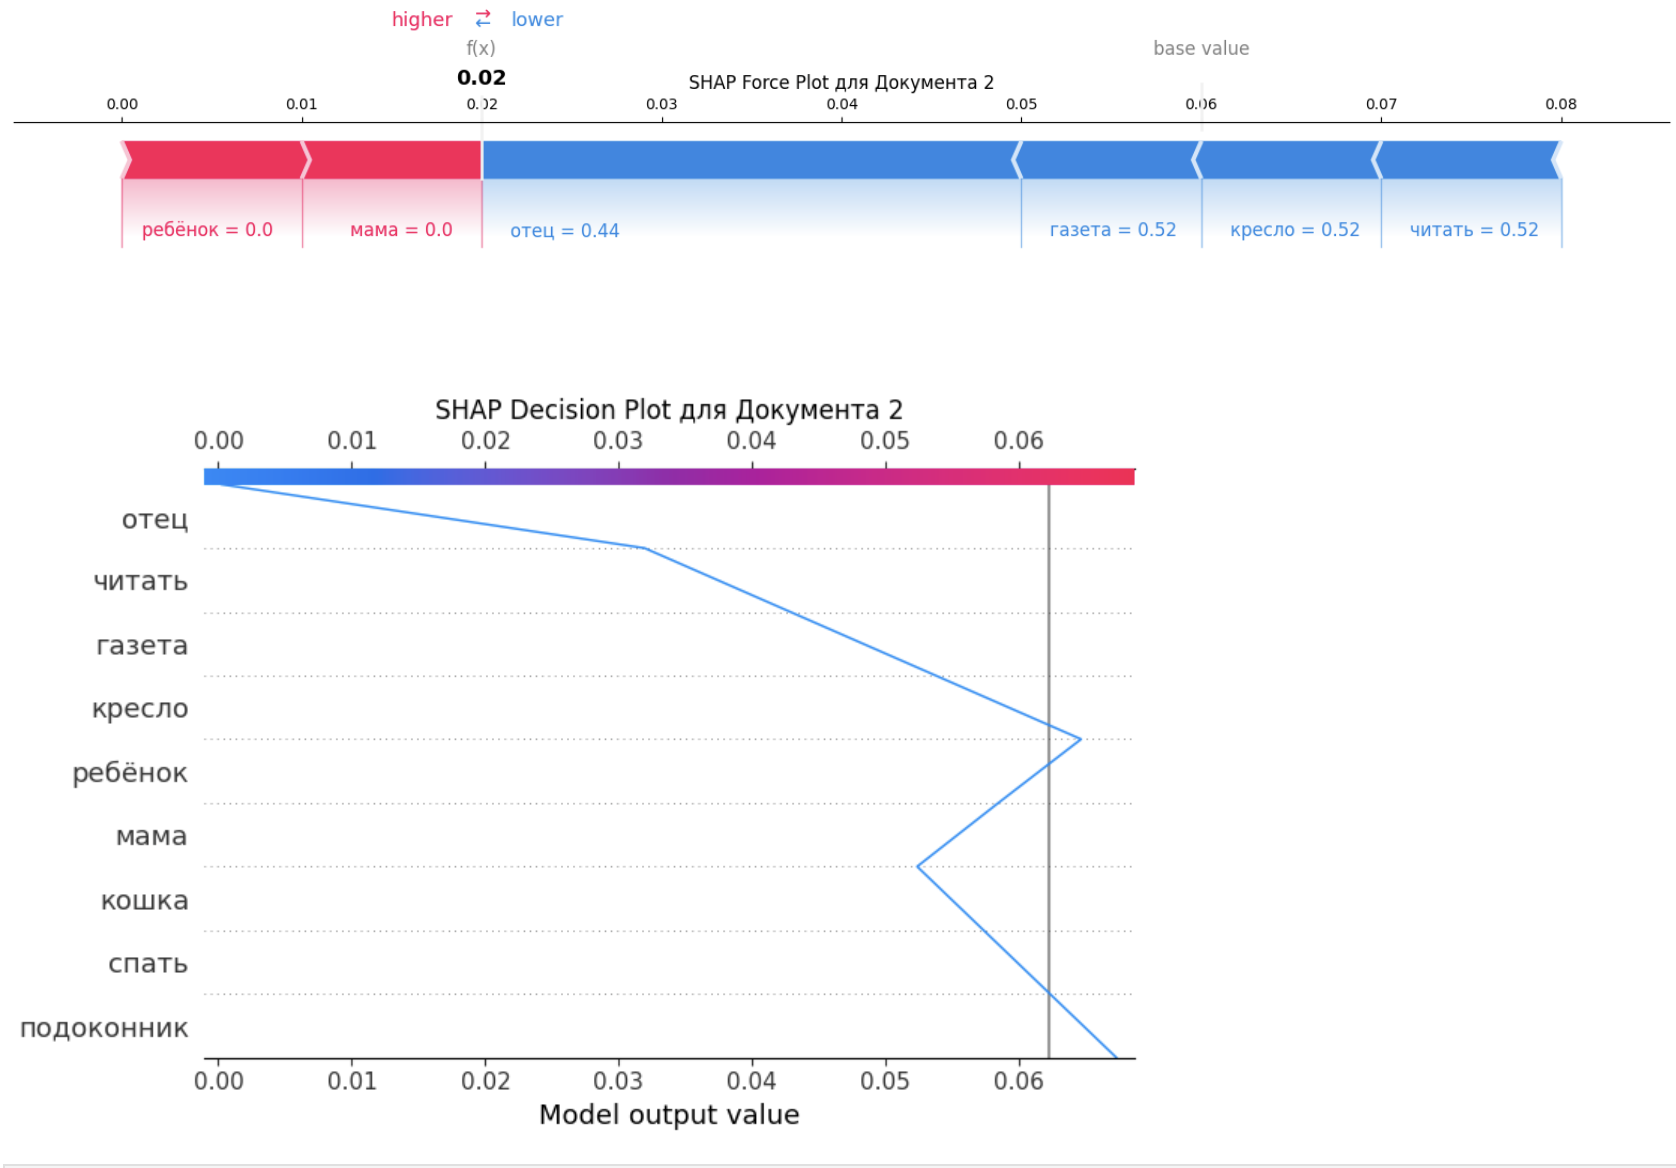 higher ⇄ lower
f(x)
base value
0.02
SHAP Force Plot для Документа 2
0.00 0.01 0.02 0.03 0.04 0.05 0.06 0.07 0.08
ребёнок = 0.0 мама = 0.0 отец = 0.44 газета = 0.52 кресло = 0.52 читать = 0.52
SHAP Decision Plot для Документа 2
0.00 0.01 0.02 0.03 0.04 0.05 0.06
отец
читать
газета
кресло
ребёнок
мама
кошка
спать
подоконник
0.00 0.01 0.02 0.03 0.04 0.05 0.06
Model output value